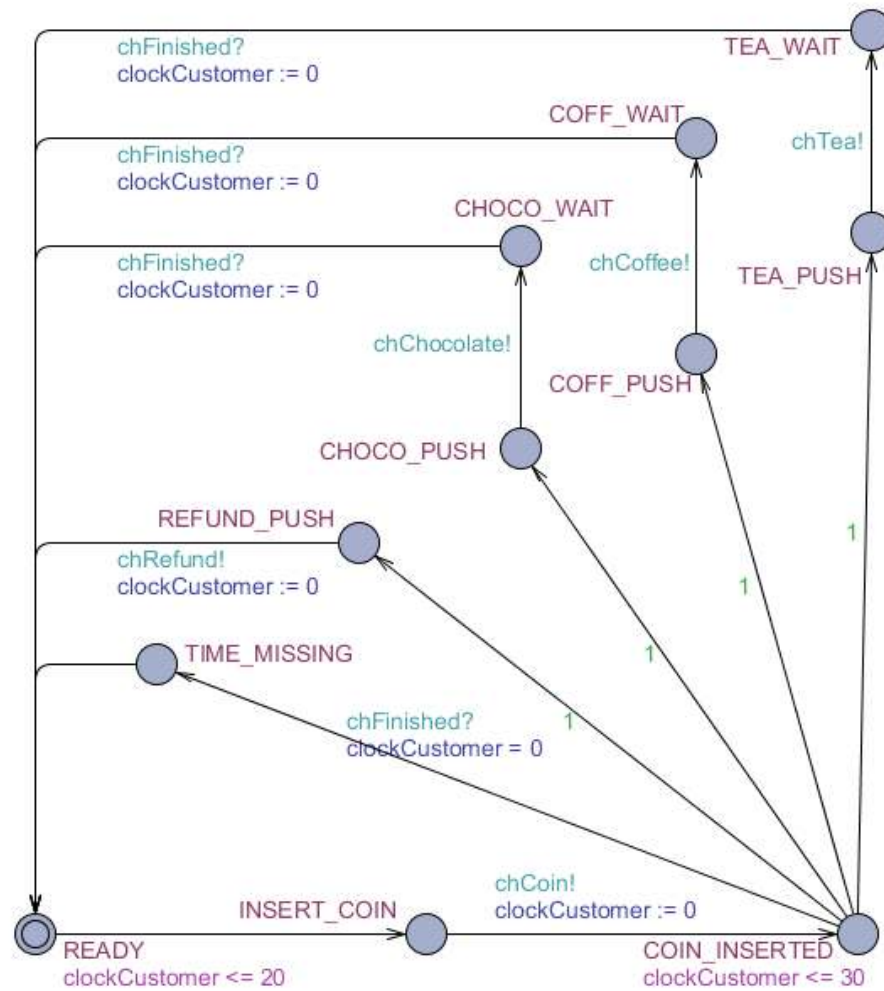 chFinished?
clockCustomer := 0
TEA_WAIT
COFF_WAIT
chTea!
chFinished?
clockCustomer := 0
CHOCO_WAIT
chFinished?
clockCustomer := 0
chCoffee!
TEA_PUSH
chChocolate!
COFF_PUSH
CHOCO_PUSH
REFUND_PUSH
chRefund!
clockCustomer := 0
1
1
1
1
TIME_MISSING
chFinished?
clockCustomer = 0
INSERT_COIN
chCoin!
clockCustomer := 0
READY
clockCustomer <= 20
COIN_INSERTED
clockCustomer <= 30